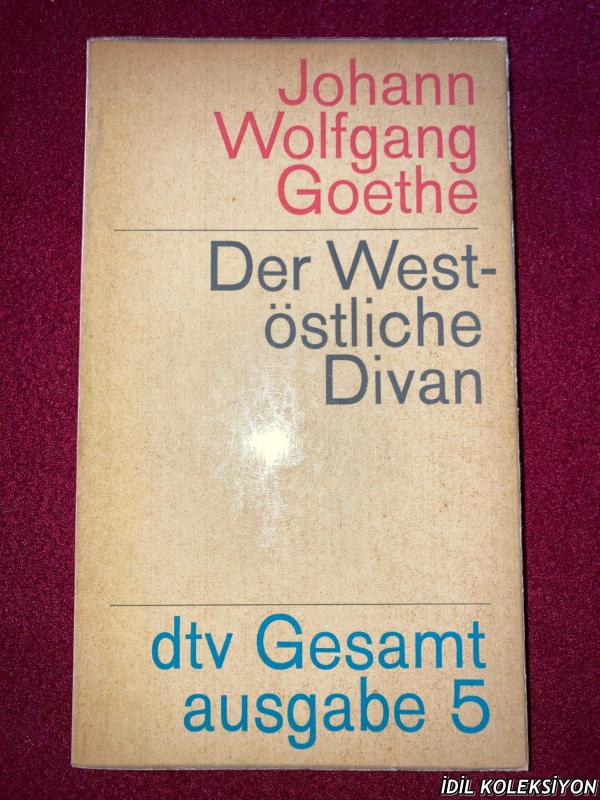 Johann
Wolfgang
Goethe
Der West-
östliche
Divan
dtv Gesamt
ausgabe 5
İDİL KOLEKSİYON